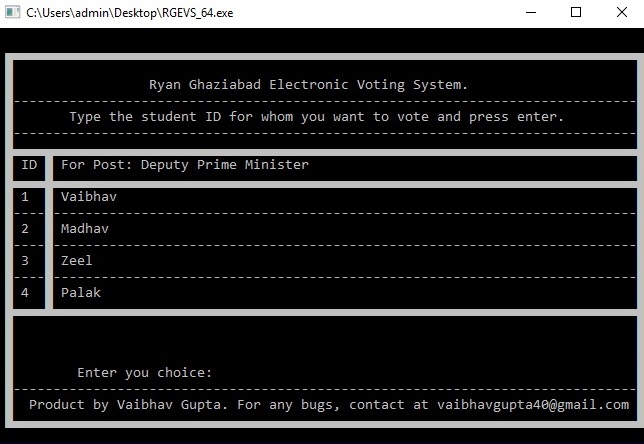 C:\Users\admin\Desktop\RGEVS_64.exe
Ryan Ghaziabad Electronic Voting System.
Type the student ID for whom you want to vote and press enter.
ID For Post: Deputy Prime Minister
1 Vaibhav
2 Madhav
3 Zeel
4 Palak
Enter you choice:
Product by Vaibhav Gupta. For any bugs, contact at vaibhavgupta40@gmail.com